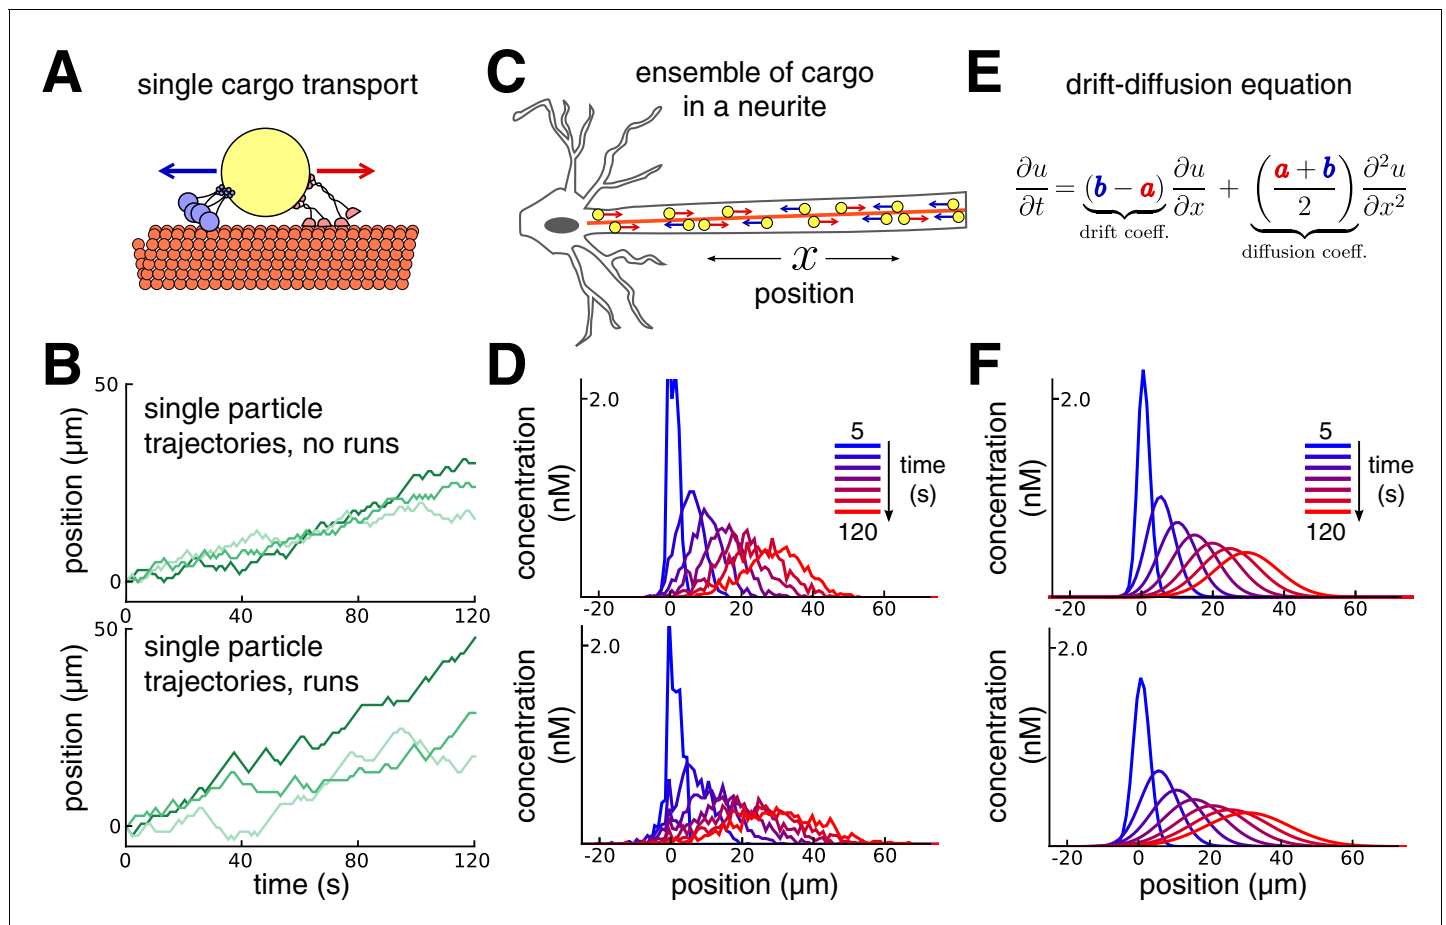 A
single cargo transport
B
50
position (µm)
0
single particle
trajectories, no runs
0
40
80
120
50
position (µm)
0
single particle
trajectories, runs
0
40
80
120
time (s)
C
ensemble of cargo
in a neurite
x
position
D
concentration
(nM)
2.0
5
time
(s)
120
-20
0
20
40
60
concentration
(nM)
2.0
-20
0
20
40
60
position (µm)
E
drift-diffusion equation
∂u/∂t = (b − a) ∂u/∂x + ((a + b)/2) ∂²u/∂x²
drift coeff.
diffusion coeff.
F
concentration
(nM)
2.0
5
time
(s)
120
-20
0
20
40
60
concentration
(nM)
2.0
-20
0
20
40
60
position (µm)